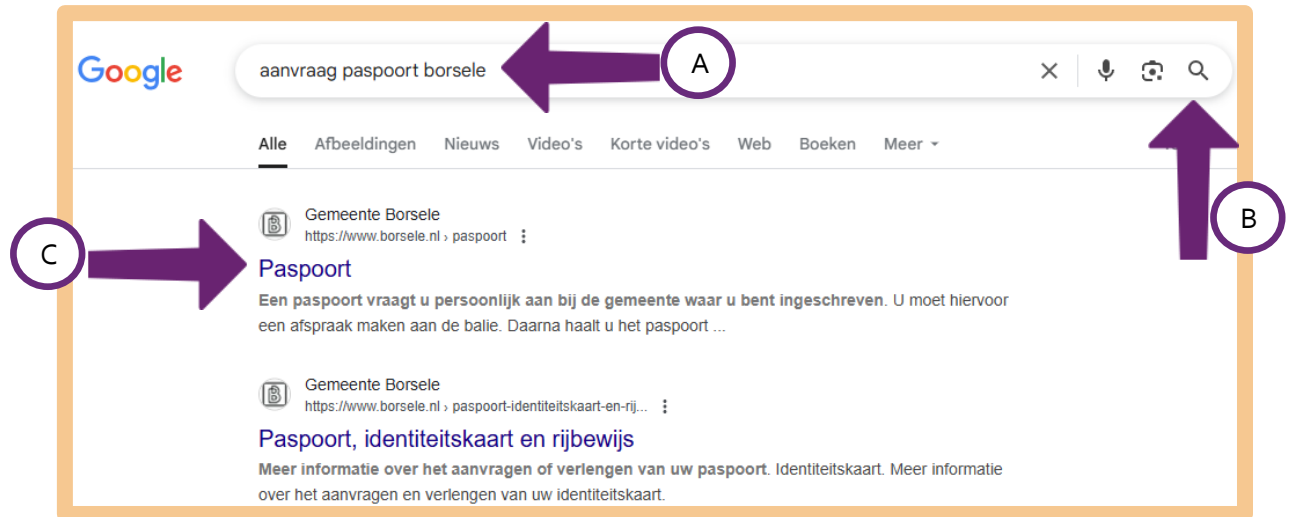 Google
aanvraag paspoort borsele
A
Alle Afbeeldingen Nieuws Video's Korte video's Web Boeken Meer
B
Gemeente Borsele
https://www.borsele.nl › paspoort
C
Paspoort
Een paspoort vraagt u persoonlijk aan bij de gemeente waar u bent ingeschreven. U moet hiervoor
een afspraak maken aan de balie. Daarna haalt u het paspoort ...
Gemeente Borsele
https://www.borsele.nl › paspoort-identiteitskaart-en-rij...
Paspoort, identiteitskaart en rijbewijs
Meer informatie over het aanvragen of verlengen van uw paspoort. Identiteitskaart. Meer informatie
over het aanvragen en verlengen van uw identiteitskaart.